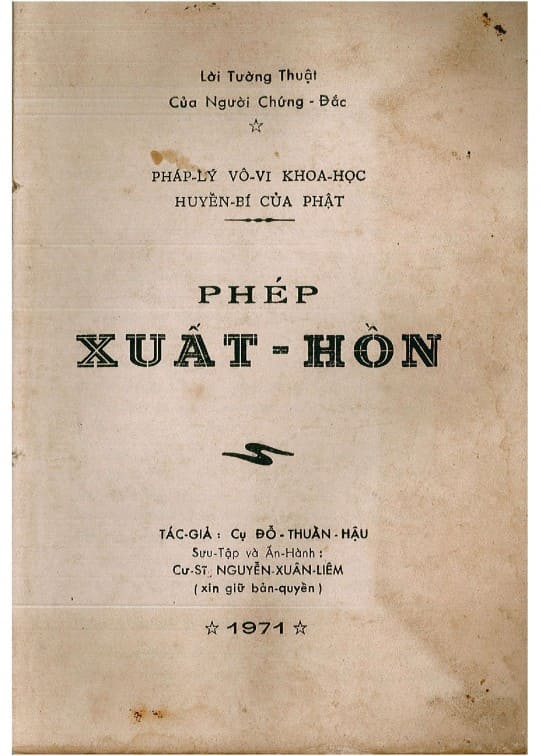 Lời Tường Thuật
Của Người Chứng - Đắc
☆
PHÁP-LÝ VÔ-VI KHOA-HỌC
HUYỀN-BÍ CỦA PHẬT
PHÉP
XUẤT - HỒN
TÁC-GIẢ : Cụ ĐỖ - THUẦN - HẬU
Sưu-Tập và Ấn-Hành :
Cư-Sĩ NGUYỄN-XUÂN-LIÊM
( xin giữ bản-quyền )
☆ 1971 ☆